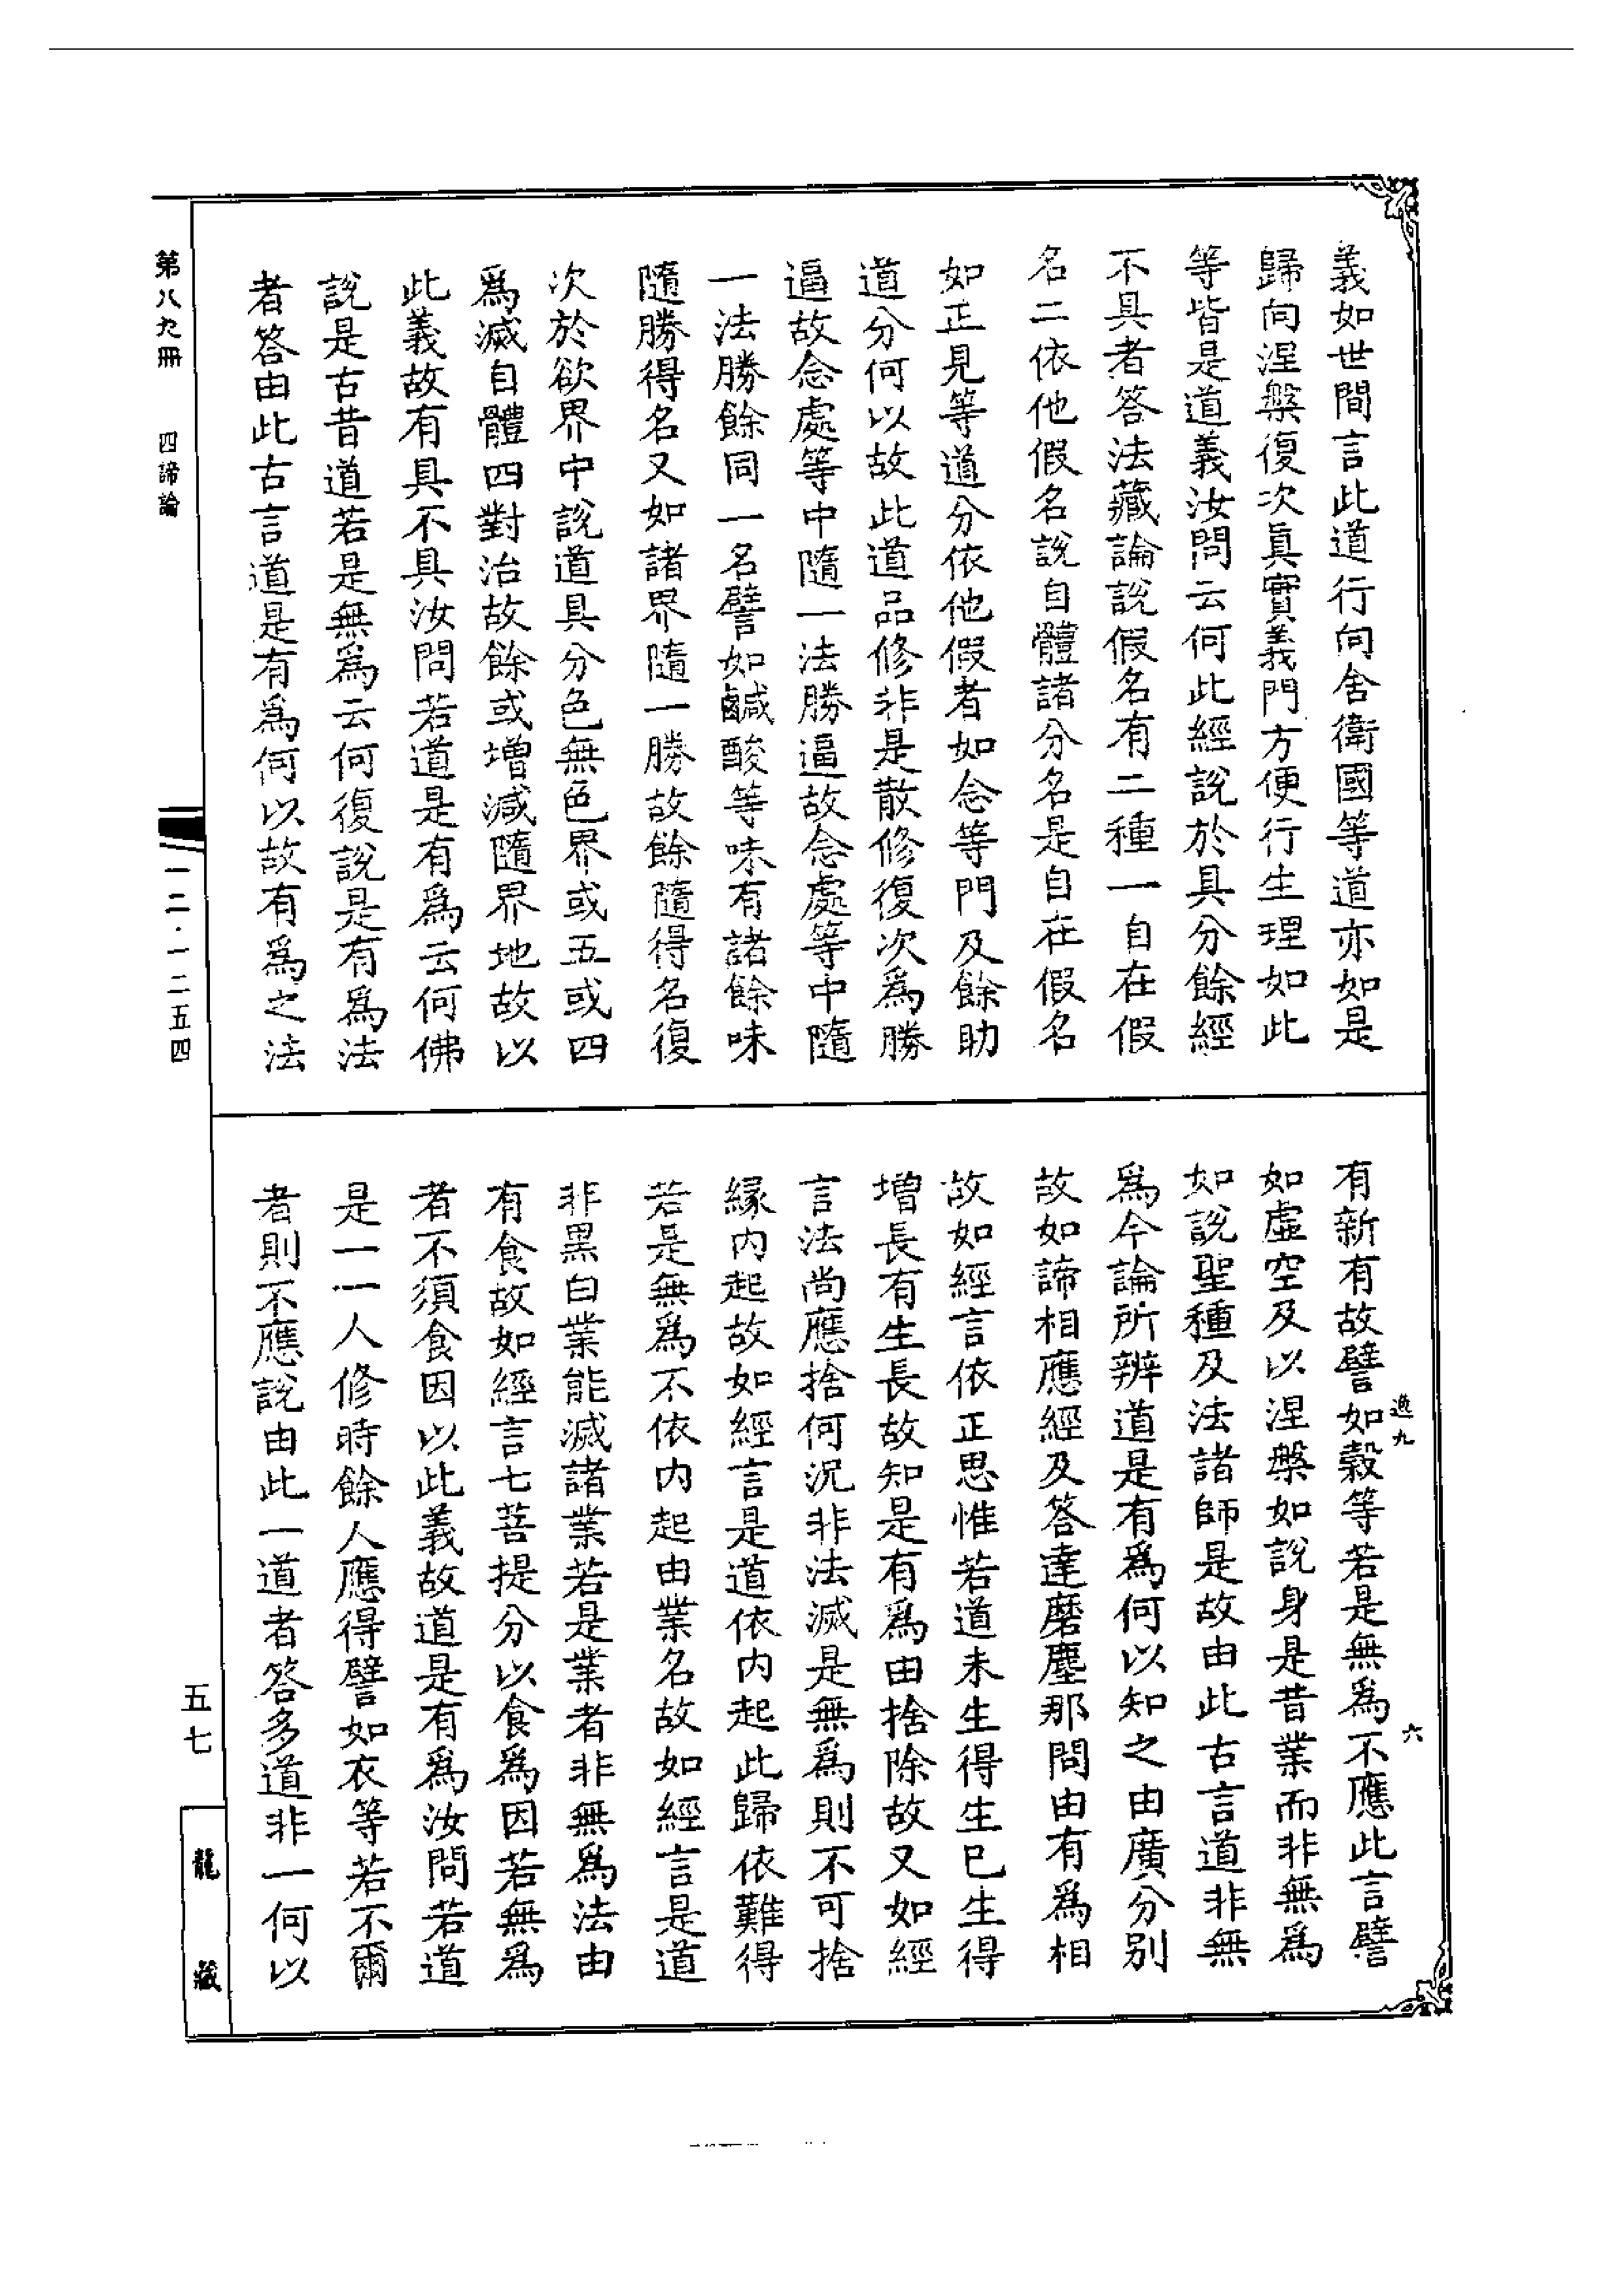 義如世間言此道行向舍衛國等道亦如是
歸向涅槃復次眞實義門方便行生理如此
等皆是道義汝問云何此經說於具分餘經
不具者答法藏論說假名有二種一自在假
名二依他假名說自體諸分名是自在假名
如正見等道分依他假者如念等門及餘助
道分何以故此道品修非是散修復次爲勝
逼故念處等中隨一法勝逼故念處等中隨
一法勝餘同一名譬如鹹酸等味有諸餘味
隨勝得名又如諸界隨一勝故餘隨得名復
次於欲界中說道具分色無色界或五或四
爲滅自體四對治故餘或增減隨界地故以
此義故有具不具汝問若道是有爲云何佛
說是古昔道若是無爲云何復說是有爲法
者答由此古言道是有爲何以故有爲之法
有新有故譬如穀等若是無爲不應此言譬
如虛空及以涅槃如說身是昔業而非無爲
如說聖種及法諸師是故由此古言道非無
爲今論所辨道是有爲何以知之由廣分別
故如諦相應經及答達磨塵那問由有爲相
故如經言依正思惟若道未生得生已生得
增長有生長故知是有爲由捨除故又如經
言法尚應捨何況非法滅是無爲則不可捨
緣內起故如經言是道依內起此歸依難得
若是無爲不依內起由業名故如經言是道
非黑白業能滅諸業若是業者非無爲法由
有食故如經言七菩提分以食爲因若無爲
者不須食因以此義故道是有爲汝問若道
是一一人修時餘人應得譬如衣等若不爾
者則不應說由此一道者答多道非一何以
逸九
六
第八九冊
四諦論
一二·一二五四
五七
龍藏